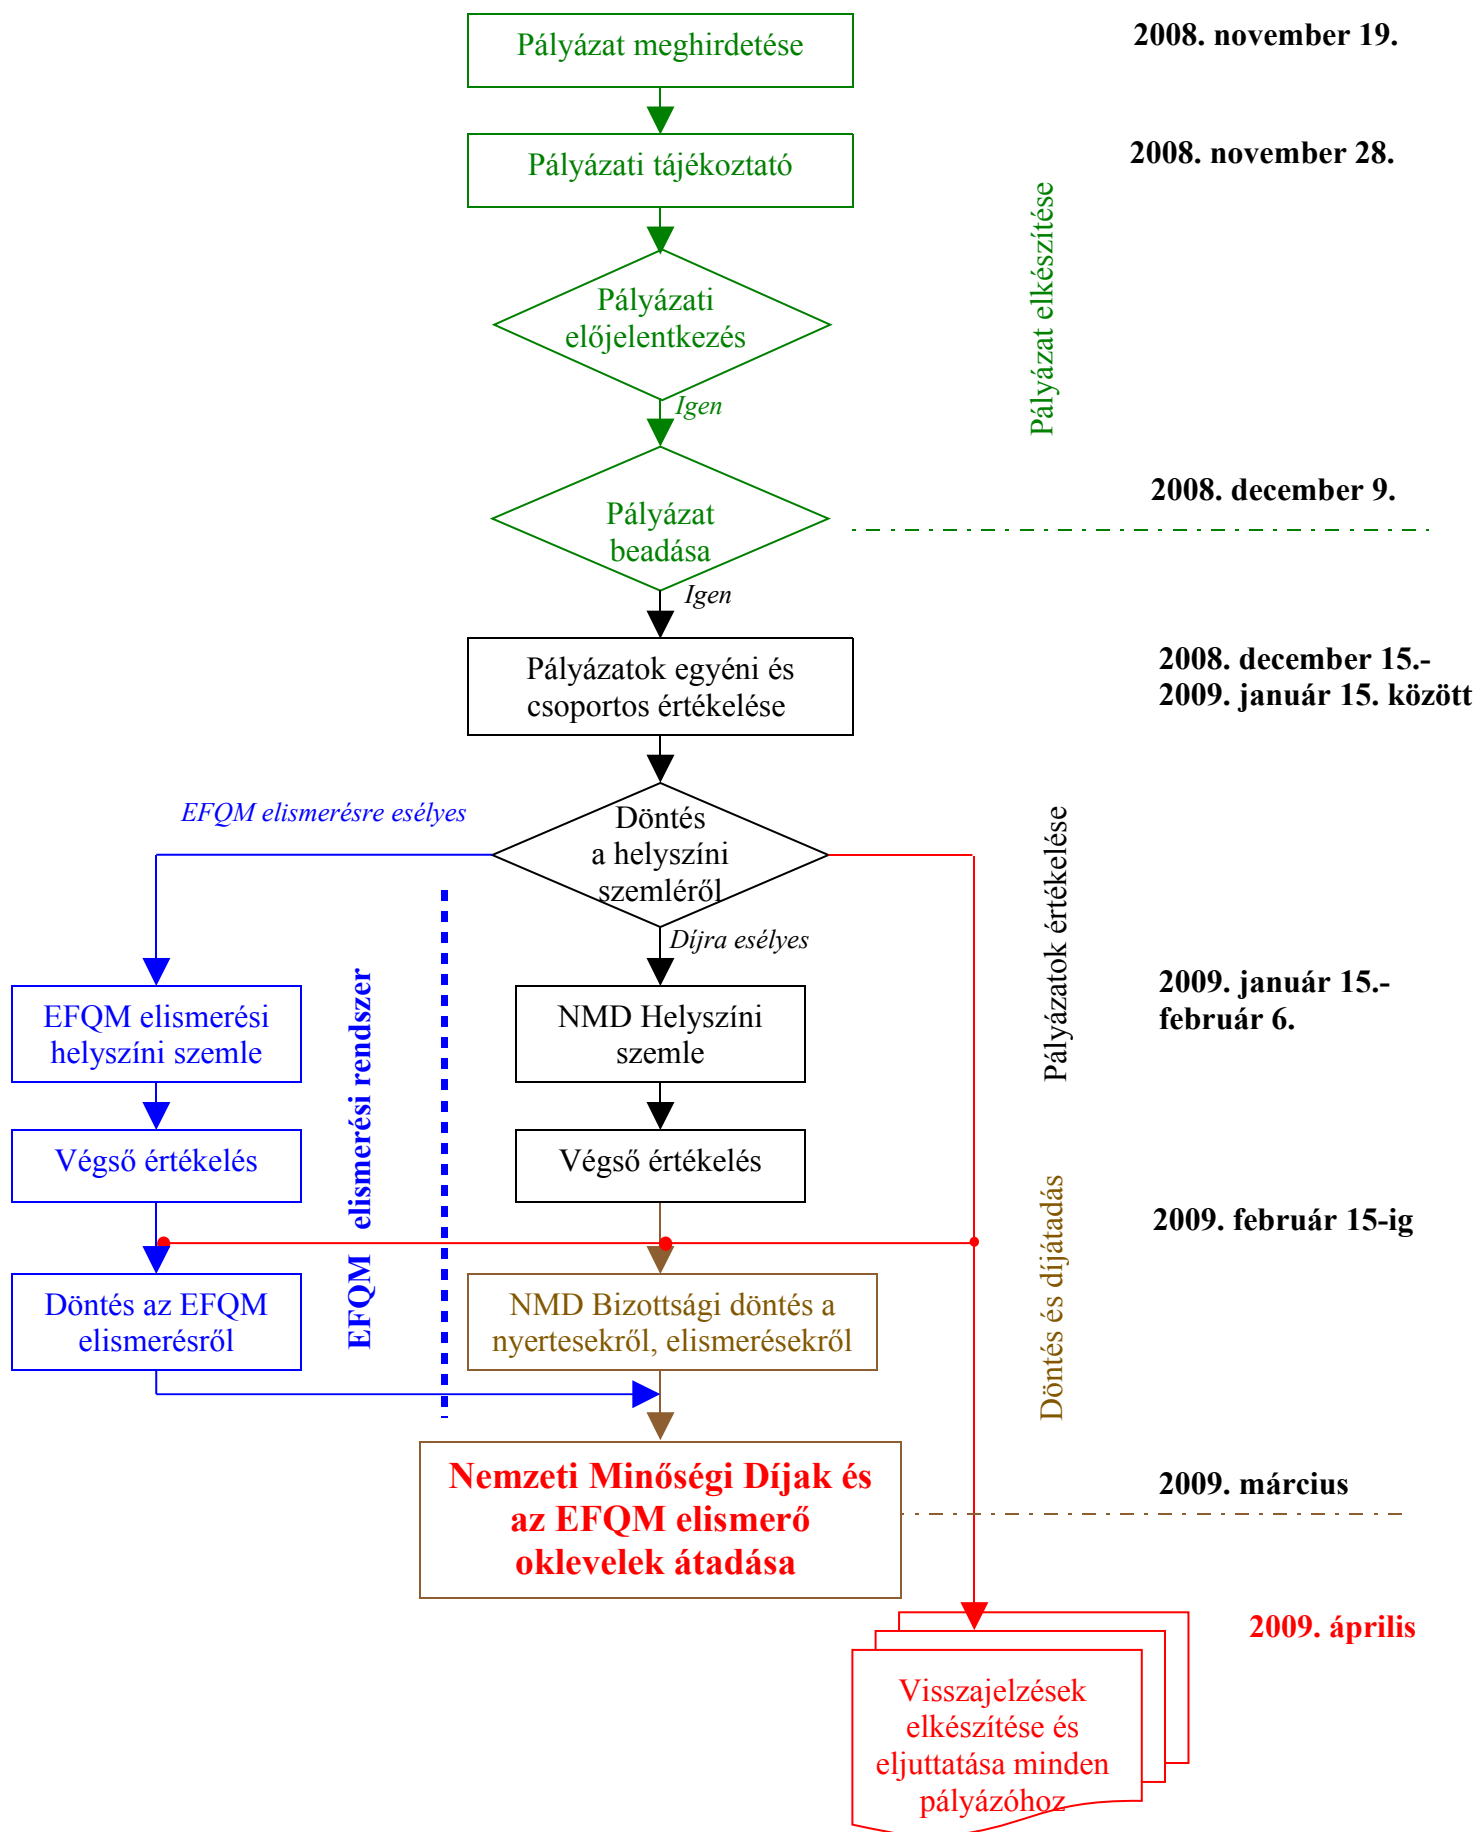 Pályázat meghirdetése
2008. november 19.
Pályázati tájékoztató
2008. november 28.
Pályázat elkészítése
Pályázati
előjelentkezés
Igen
2008. december 9.
Pályázat
beadása
Igen
Pályázatok egyéni és
csoportos értékelése
2008. december 15.-
2009. január 15. között
EFQM elismerésre esélyes
Döntés
a helyszíni
szemléről
Díjra esélyes
Pályázatok értékelése
EFQM elismerési
helyszíni szemle
EFQM elismerési rendszer
NMD Helyszíni
szemle
2009. január 15.-
február 6.
Végső értékelés
Végső értékelés
Döntés és díjátadás
2009. február 15-ig
Döntés az EFQM
elismerésről
NMD Bizottsági döntés a
nyertesekről, elismerésekről
Nemzeti Minőségi Díjak és
az EFQM elismerő
oklevelek átadása
2009. március
2009. április
Visszajelzések
elkészítése és
eljuttatása minden
pályázóhoz